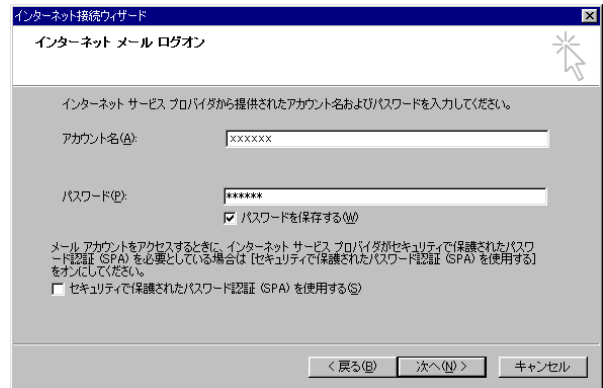 インターネット接続ウィザード
インターネット メール ログオン
インターネット サービス プロバイダから提供されたアカウント名およびパスワードを入力してください。
アカウント名(A):
xxxxxx
パスワード(P):
******
パスワードを保存する(W)
メール アカウントをアクセスするときに、インターネット サービス プロバイダがセキュリティで保護されたパスワ
ード認証 (SPA) を必要としている場合は [セキュリティで保護されたパスワード認証 (SPA) を使用する]
をオンにしてください。
セキュリティで保護されたパスワード認証 (SPA) を使用する(S)
< 戻る(B)
次へ(N) >
キャンセル